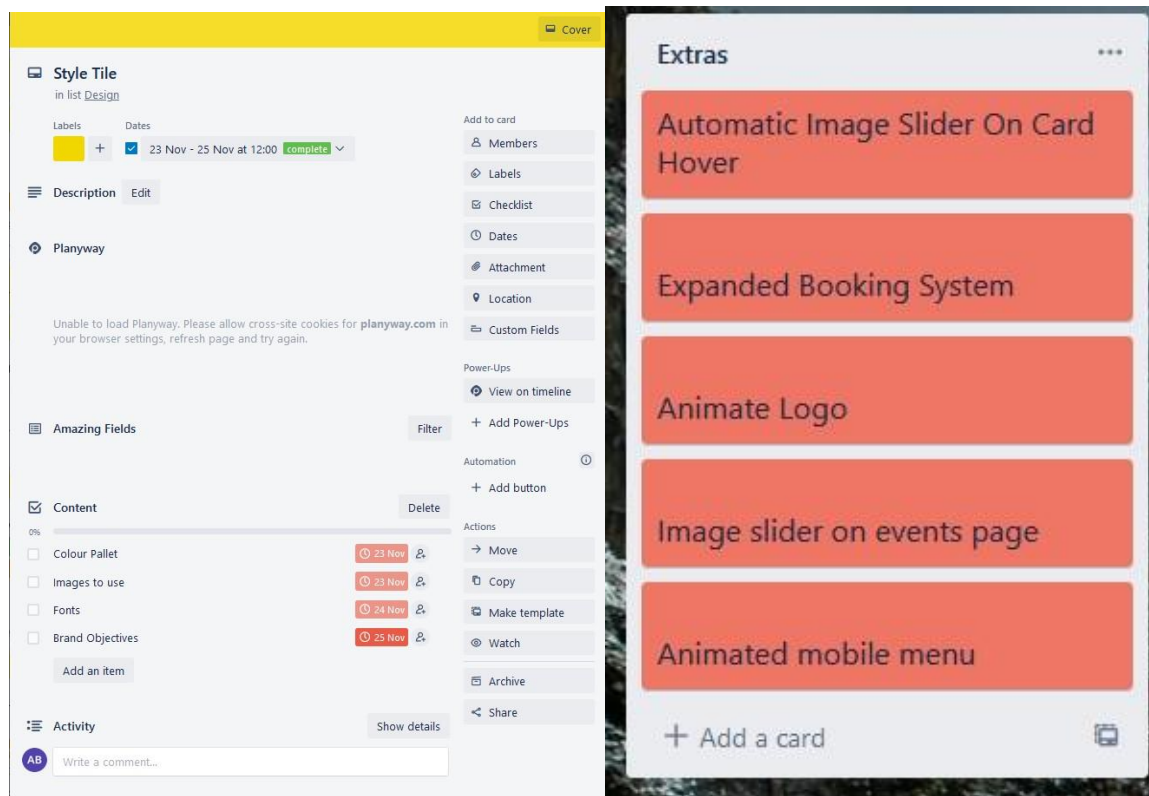 Cover
Style Tile
in list Design
Labels
Dates
23 Nov - 25 Nov at 12:00 complete
Description
Edit
Planyway
Unable to load Planyway. Please allow cross-site cookies for planyway.com in
your browser settings, refresh page and try again.
Amazing Fields
Filter
Content
Delete
0%
Colour Pallet
23 Nov
Images to use
23 Nov
Fonts
24 Nov
Brand Objectives
25 Nov
Add an item
Activity
Show details
AB
Write a comment...
Add to card
Members
Labels
Checklist
Dates
Attachment
Location
Custom Fields
Power-Ups
View on timeline
+ Add Power-Ups
Automation
+ Add button
Actions
Move
Copy
Make template
Watch
Archive
Share
Extras
Automatic Image Slider On Card
Hover
Expanded Booking System
Animate Logo
Image slider on events page
Animated mobile menu
+ Add a card